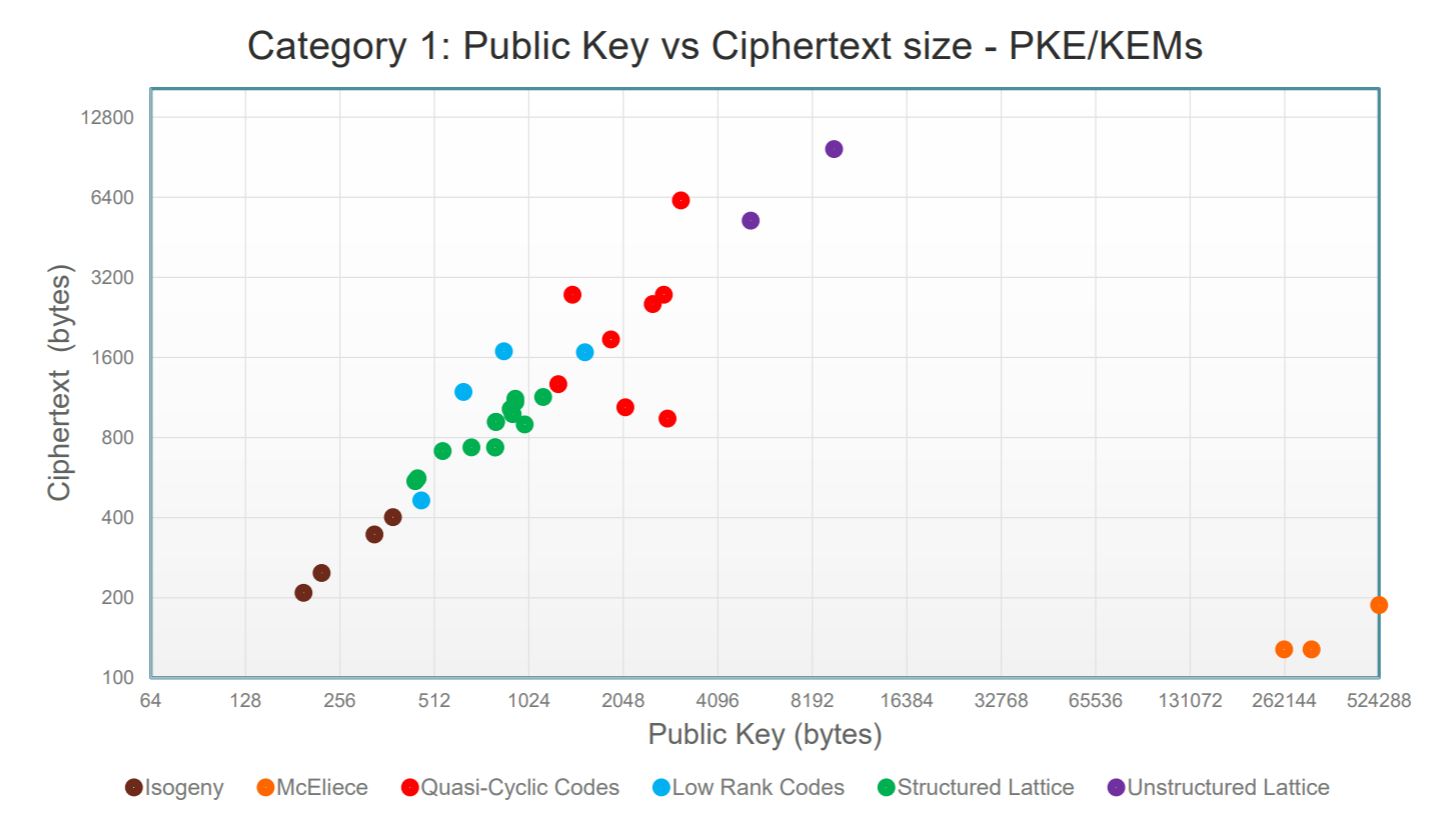 Category 1: Public Key vs Ciphertext size - PKE/KEMs
12800
6400
3200
1600
800
400
200
100
Ciphertext (bytes)
64 128 256 512 1024 2048 4096 8192 16384 32768 65536 131072 262144 524288
Public Key (bytes)
Isogeny McEliece Quasi-Cyclic Codes Low Rank Codes Structured Lattice Unstructured Lattice